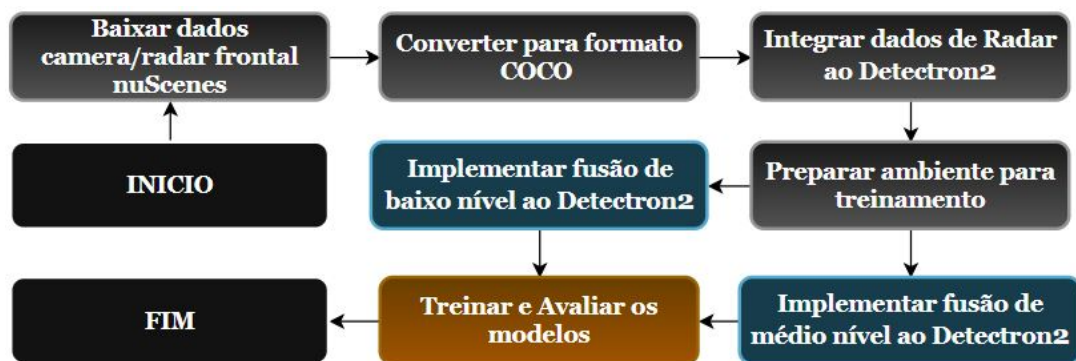 Baixar dados
camera/radar frontal
nuScenes
Converter para formato
COCO
Integrar dados de Radar
ao Detectron2
INICIO
Implementar fusão de
baixo nível ao Detectron2
Preparar ambiente para
treinamento
FIM
Treinar e Avaliar os
modelos
Implementar fusão de
médio nível ao Detectron2